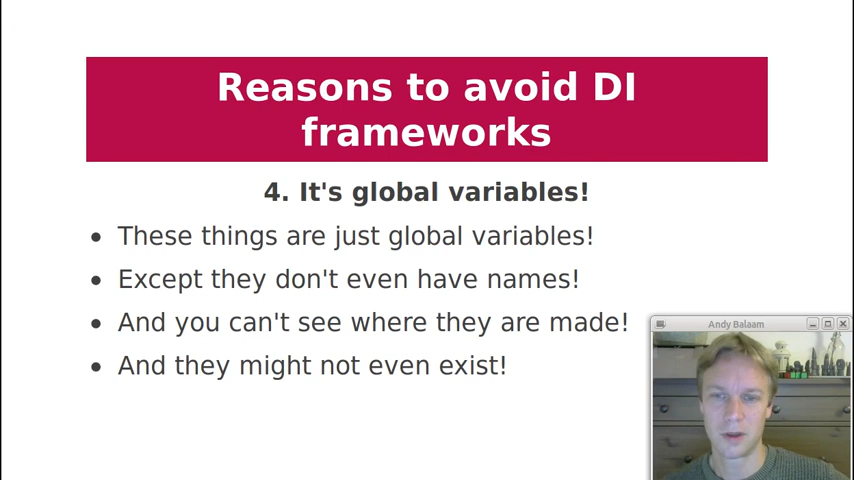 Reasons to avoid DI
frameworks
4. It's global variables!
These things are just global variables!
Except they don't even have names!
And you can't see where they are made!
And they might not even exist!
Andy Balaam